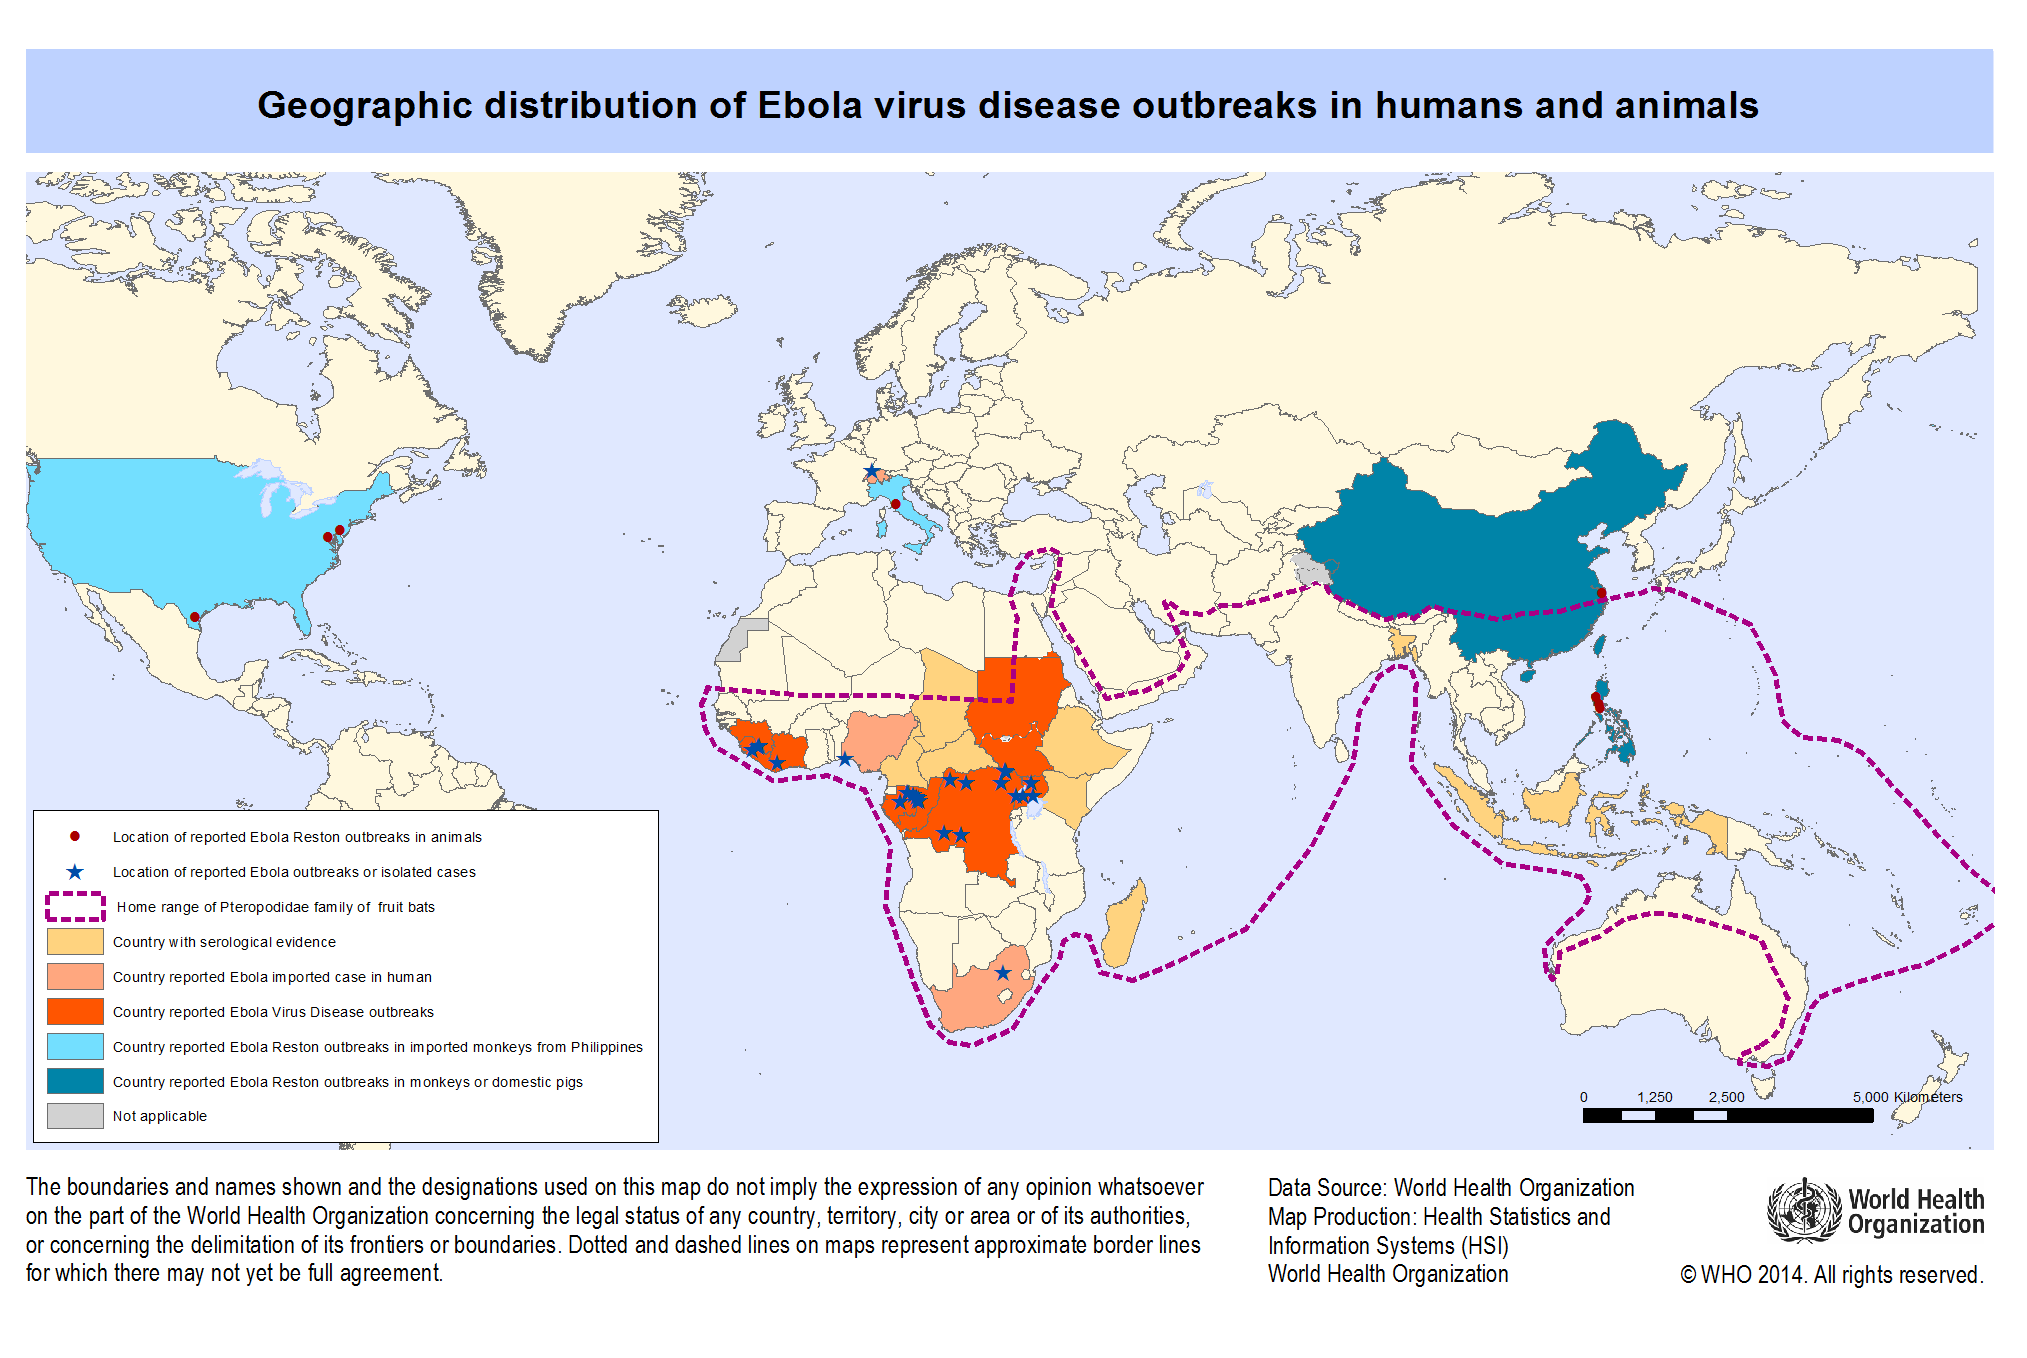 Geographic distribution of Ebola virus disease outbreaks in humans and animals
Location of reported Ebola Reston outbreaks in animals
Location of reported Ebola outbreaks or isolated cases
Home range of Pteropodidae family of fruit bats
Country with serological evidence
Country reported Ebola imported case in human
Country reported Ebola Virus Disease outbreaks
Country reported Ebola Reston outbreaks in imported monkeys from Philippines
Country reported Ebola Reston outbreaks in monkeys or domestic pigs
Not applicable
0 1,250 2,500 5,000 Kilometers
The boundaries and names shown and the designations used on this map do not imply the expression of any opinion whatsoever
on the part of the World Health Organization concerning the legal status of any country, territory, city or area or of its authorities,
or concerning the delimitation of its frontiers or boundaries. Dotted and dashed lines on maps represent approximate border lines
for which there may not yet be full agreement.
Data Source: World Health Organization
Map Production: Health Statistics and
Information Systems (HSI)
World Health Organization
World Health
Organization
© WHO 2014. All rights reserved.